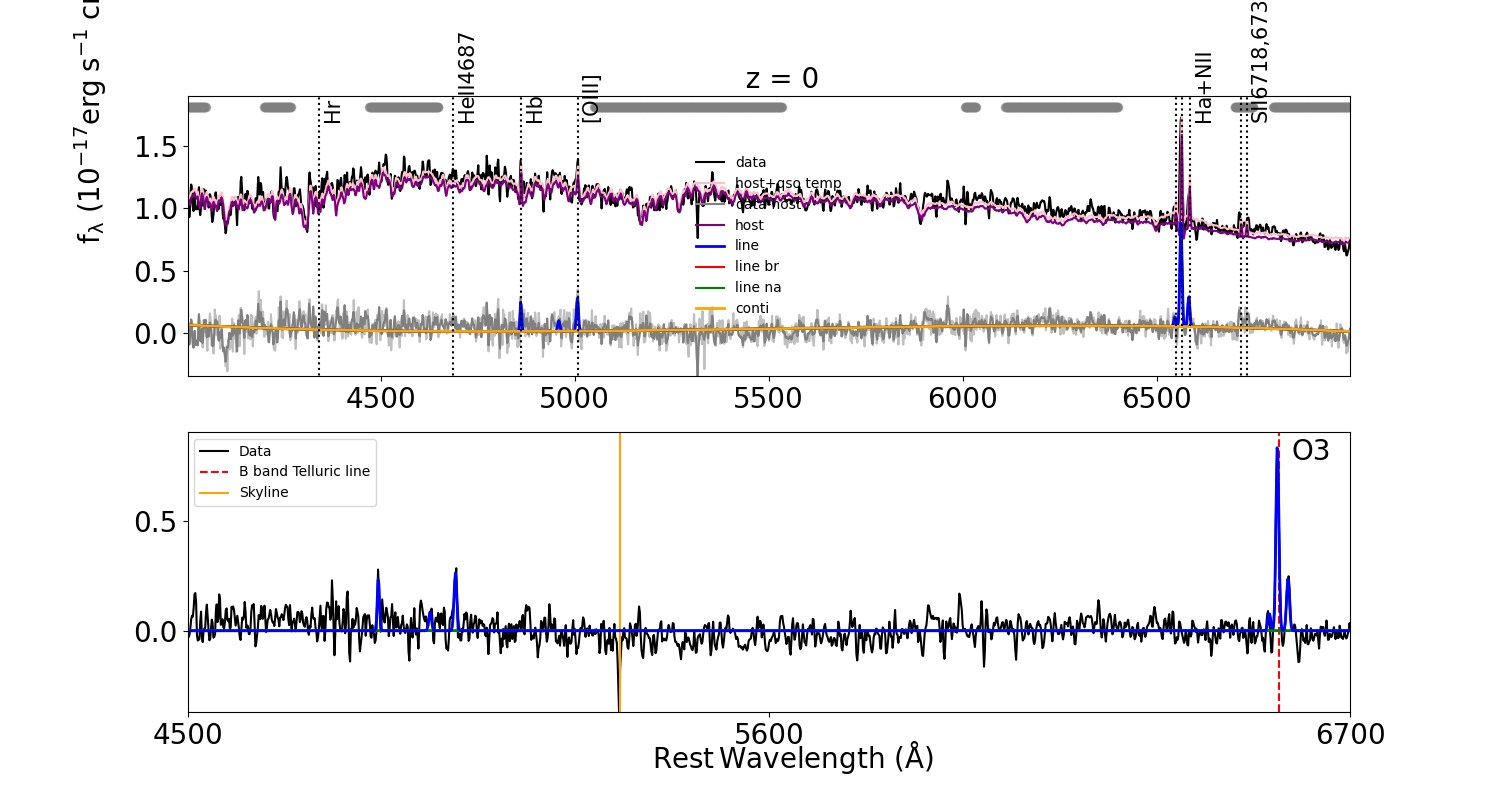 z = 0
fλ (10−17erg s−1 c
Hr
HeII4687
Hb
[OIII]
Ha+NII
SII6718,673
1.5
1.0
0.5
0.0
data
host+qso temp
data-host
host
line
line br
line na
conti
4500
5000
5500
6000
6500
Data
B band Telluric line
Skyline
O3
0.5
0.0
4500
5600
6700
Rest Wavelength (Å)